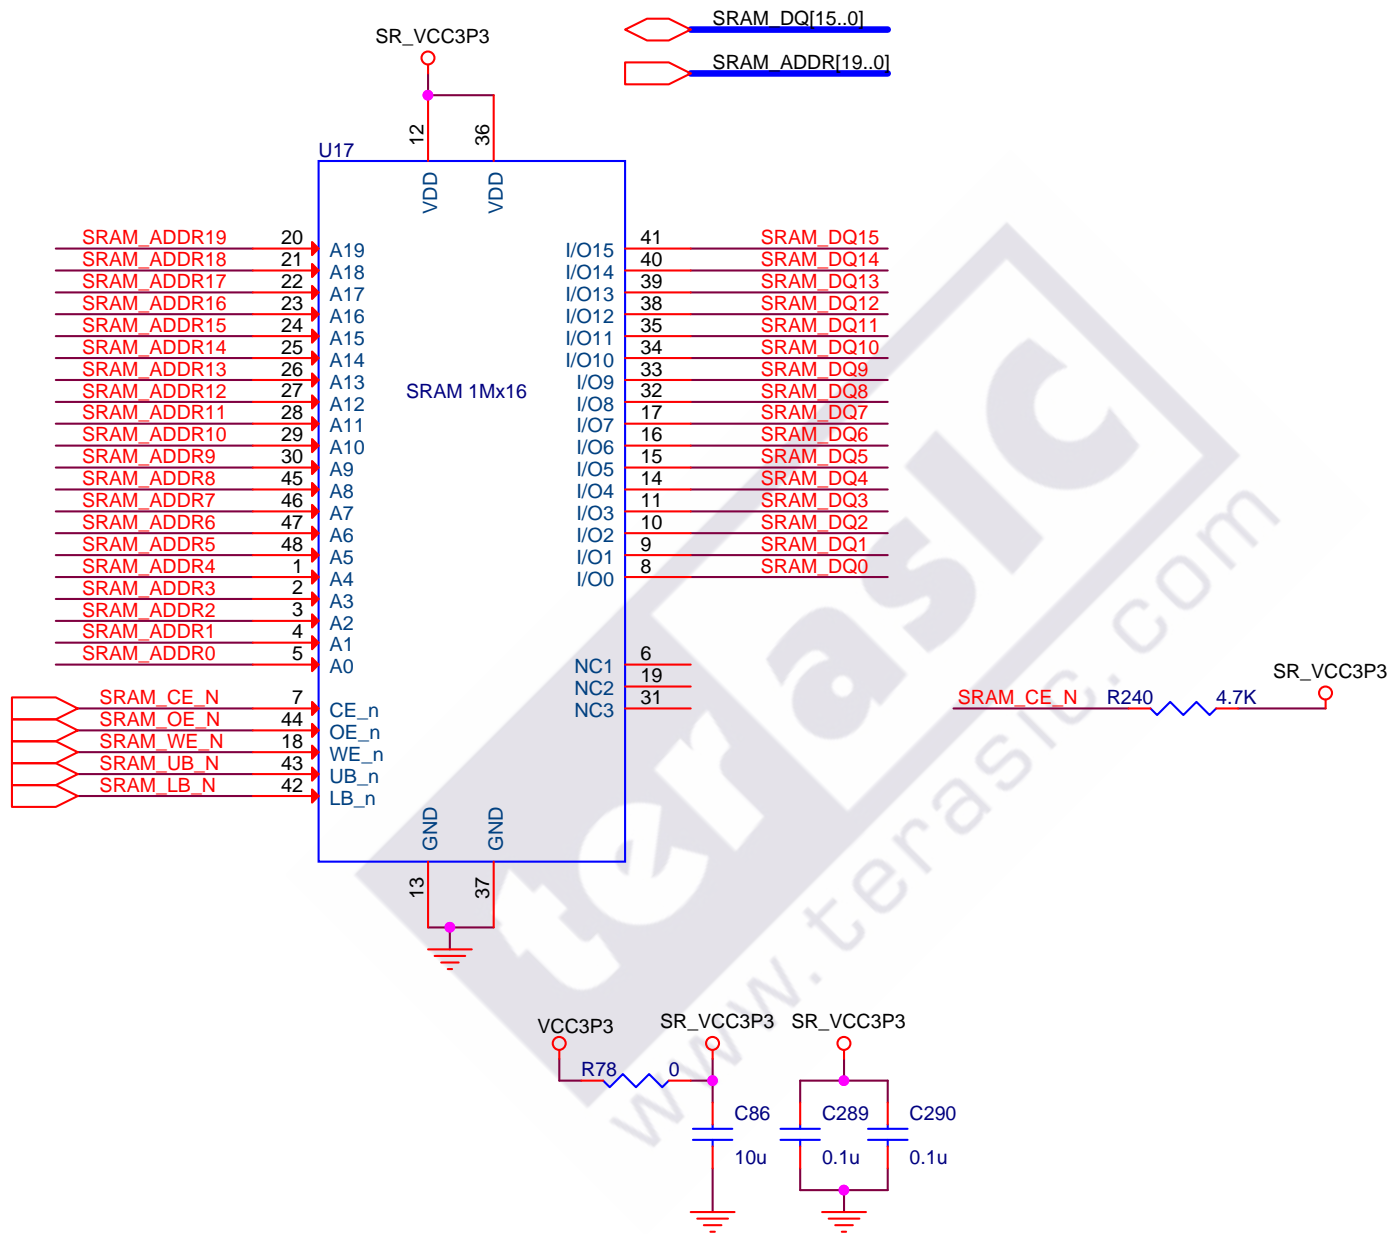 SRAM_DQ[15..0]
SR_VCC3P3
SRAM_ADDR[19..0]
12
36
U17
VDD
VDD
SRAM_ADDR19 20 A19 I/O15 41 SRAM_DQ15
SRAM_ADDR18 21 A18 I/O14 40 SRAM_DQ14
SRAM_ADDR17 22 A17 I/O13 39 SRAM_DQ13
SRAM_ADDR16 23 A16 I/O12 38 SRAM_DQ12
SRAM_ADDR15 24 A15 I/O11 35 SRAM_DQ11
SRAM_ADDR14 25 A14 I/O10 34 SRAM_DQ10
SRAM_ADDR13 26 A13 I/O9 33 SRAM_DQ9
SRAM 1Mx16
SRAM_ADDR12 27 A12 I/O8 32 SRAM_DQ8
SRAM_ADDR11 28 A11 I/O7 17 SRAM_DQ7
SRAM_ADDR10 29 A10 I/O6 16 SRAM_DQ6
SRAM_ADDR9 30 A9 I/O5 15 SRAM_DQ5
SRAM_ADDR8 45 A8 I/O4 14 SRAM_DQ4
SRAM_ADDR7 46 A7 I/O3 11 SRAM_DQ3
SRAM_ADDR6 47 A6 I/O2 10 SRAM_DQ2
SRAM_ADDR5 48 A5 I/O1 9 SRAM_DQ1
SRAM_ADDR4 1 A4 I/O0 8 SRAM_DQ0
SRAM_ADDR3 2 A3
SRAM_ADDR2 3 A2
SRAM_ADDR1 4 A1
SRAM_ADDR0 5 A0 NC1 6
NC2 19
SRAM_CE_N 7 CE_n NC3 31
SRAM_OE_N 44 OE_n
SRAM_WE_N 18 WE_n
SRAM_UB_N 43 UB_n
SRAM_LB_N 42 LB_n
SR_VCC3P3
SRAM_CE_N R240 4.7K
GND
GND
13
37
VCC3P3 SR_VCC3P3 SR_VCC3P3
R78 0
C86 C289 C290
10u 0.1u 0.1u
terasic
www.terasic.com